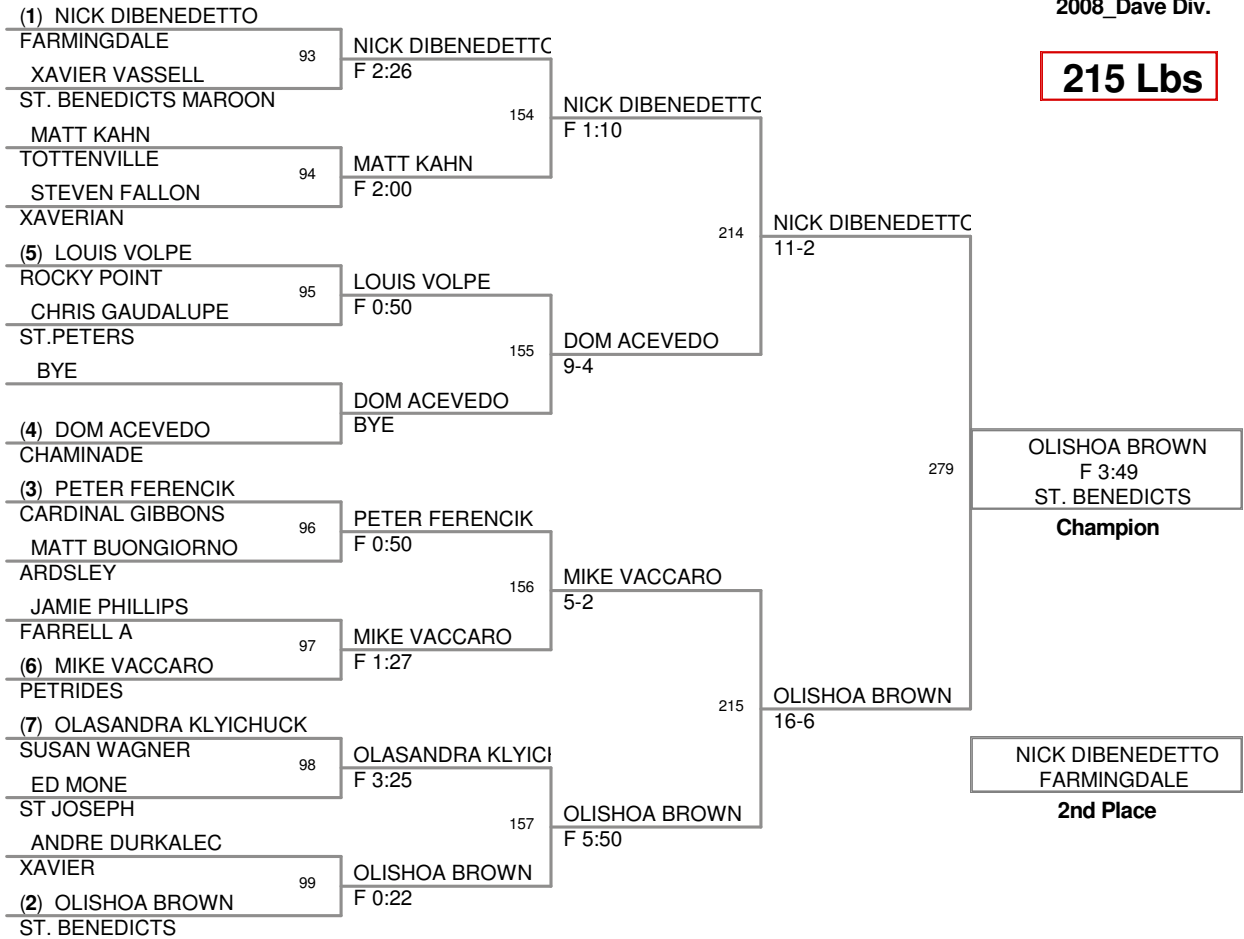 2008_Dave Div.
215 Lbs
(1) NICK DIBENEDETTO
FARMINGDALE
XAVIER VASSELL
ST. BENEDICTS MAROON
MATT KAHN
TOTTENVILLE
STEVEN FALLON
XAVERIAN
(5) LOUIS VOLPE
ROCKY POINT
CHRIS GAUDALUPE
ST.PETERS
BYE
(4) DOM ACEVEDO
CHAMINADE
(3) PETER FERENCIK
CARDINAL GIBBONS
MATT BUONGIORNO
ARDSLEY
JAMIE PHILLIPS
FARRELL A
(6) MIKE VACCARO
PETRIDES
(7) OLASANDRA KLYICHUCK
SUSAN WAGNER
ED MONE
ST JOSEPH
ANDRE DURKALEC
XAVIER
(2) OLISHOA BROWN
ST. BENEDICTS
93
94
95
96
97
98
99
NICK DIBENEDETTO
F 2:26
MATT KAHN
F 2:00
LOUIS VOLPE
F 0:50
DOM ACEVEDO
BYE
PETER FERENCIK
F 0:50
MIKE VACCARO
F 1:27
OLASANDRA KLYICH
F 3:25
OLISHOA BROWN
F 0:22
154
155
156
157
NICK DIBENEDETTO
F 1:10
DOM ACEVEDO
9-4
MIKE VACCARO
5-2
OLISHOA BROWN
F 5:50
214
215
NICK DIBENEDETTO
11-2
OLISHOA BROWN
16-6
279
OLISHOA BROWN
F 3:49
ST. BENEDICTS
Champion
NICK DIBENEDETTO
FARMINGDALE
2nd Place